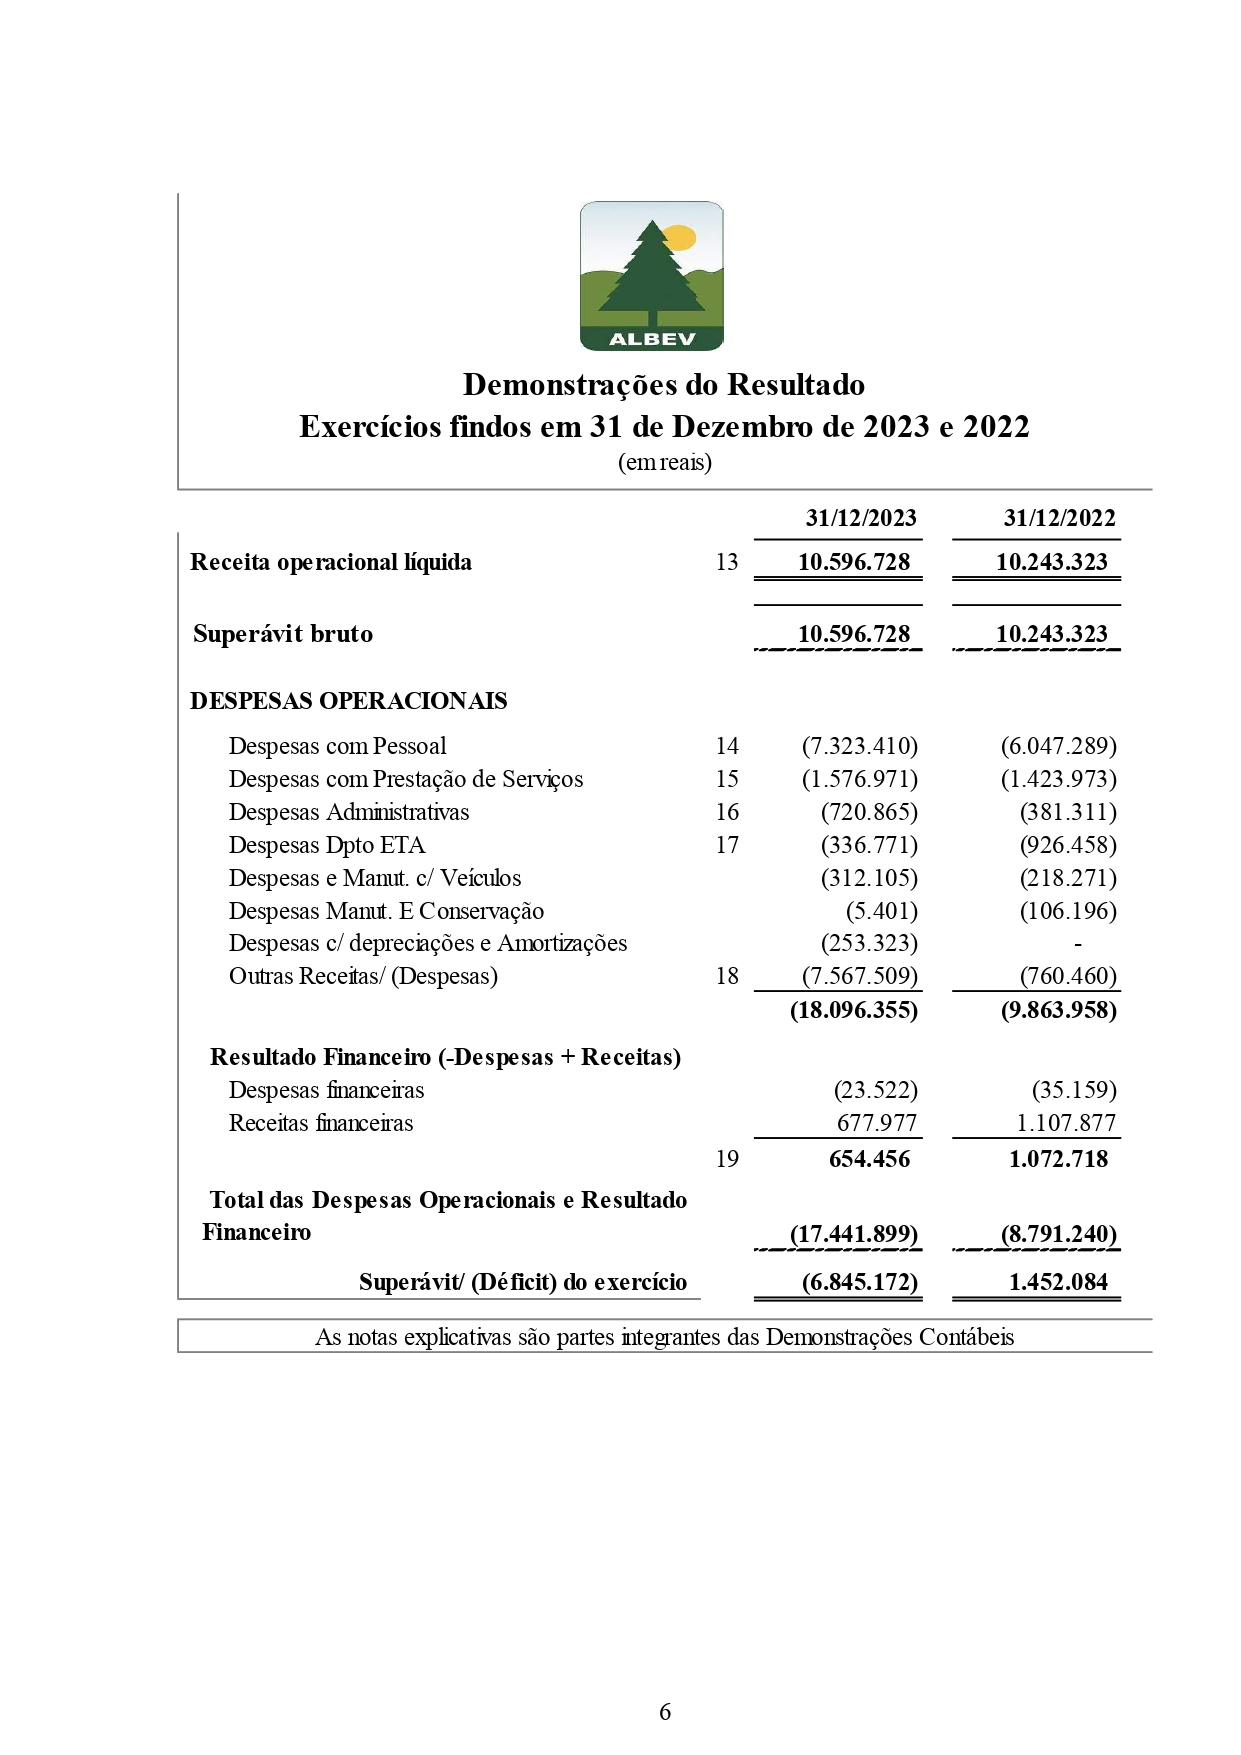 ALBEV
Demonstrações do Resultado
Exercícios findos em 31 de Dezembro de 2023 e 2022
(em reais)
31/12/2023 31/12/2022
Receita operacional líquida 13 10.596.728 10.243.323
Superávit bruto 10.596.728 10.243.323
DESPESAS OPERACIONAIS
Despesas com Pessoal 14 (7.323.410) (6.047.289)
Despesas com Prestação de Serviços 15 (1.576.971) (1.423.973)
Despesas Administrativas 16 (720.865) (381.311)
Despesas Dpto ETA 17 (336.771) (926.458)
Despesas e Manut. c/ Veículos (312.105) (218.271)
Despesas Manut. E Conservação (5.401) (106.196)
Despesas c/ depreciações e Amortizações (253.323) -
Outras Receitas/ (Despesas) 18 (7.567.509) (760.460)
(18.096.355) (9.863.958)
Resultado Financeiro (-Despesas + Receitas)
Despesas financeiras (23.522) (35.159)
Receitas financeiras 677.977 1.107.877
19 654.456 1.072.718
Total das Despesas Operacionais e Resultado
Financeiro (17.441.899) (8.791.240)
Superávit/ (Déficit) do exercício (6.845.172) 1.452.084
As notas explicativas são partes integrantes das Demonstrações Contábeis
6